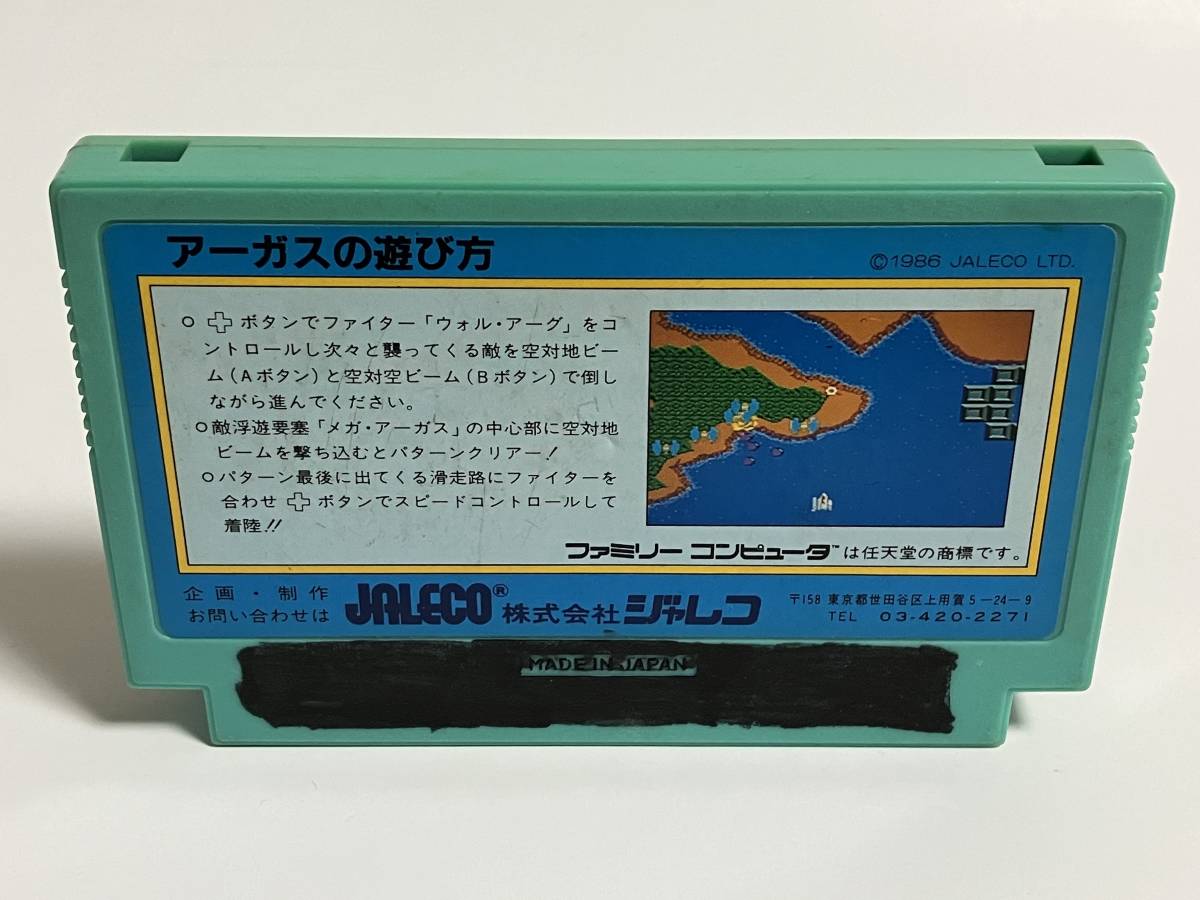 アーガスの遊び方
©1986 JALECO LTD.
○ ✚ボタンでファイター「ウォル・アーグ」をコ
ントロールし次々と襲ってくる敵を空対地ビー
ム(Aボタン)と空対空ビーム(Bボタン)で倒し
ながら進んでください。
○敵浮遊要塞「メガ・アーガス」の中心部に空対地
ビームを撃ち込むとパターンクリアー!
○パターン最後に出てくる滑走路にファイターを
合わせ ✚ボタンでスピードコントロールして
着陸!!
ファミリー コンピュータ™は任天堂の商標です。
企画・制作
お問い合わせは
JALECO® 株式会社ジャレコ
〒158 東京都世田谷区上用賀5-24-9
TEL 03-420-2271
MADE IN JAPAN